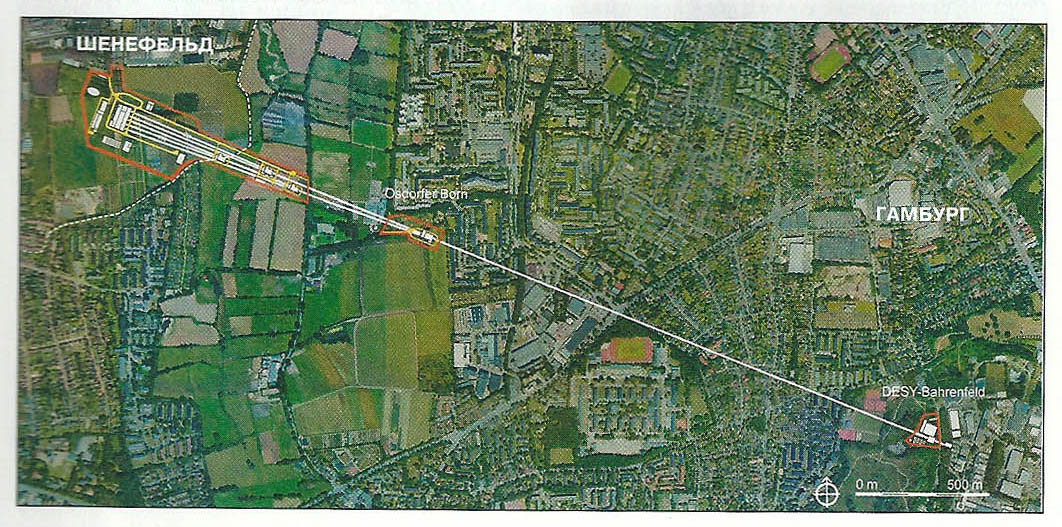 ШЕНЕФЕЛЬД
Osdorfer Born
ГАМБУРГ
DESY-Bahrenfeld
0 m 500 m